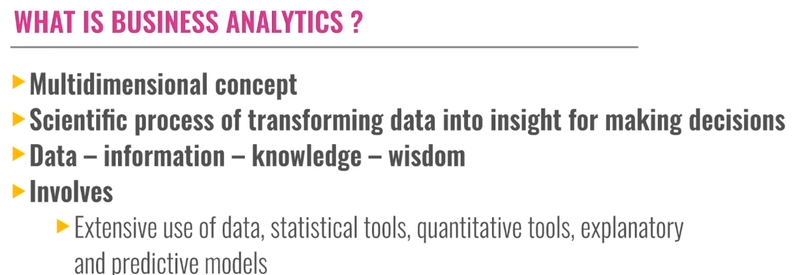 WHAT IS BUSINESS ANALYTICS ?
Multidimensional concept
Scientific process of transforming data into insight for making decisions
Data – information – knowledge – wisdom
Involves
Extensive use of data, statistical tools, quantitative tools, explanatory
and predictive models